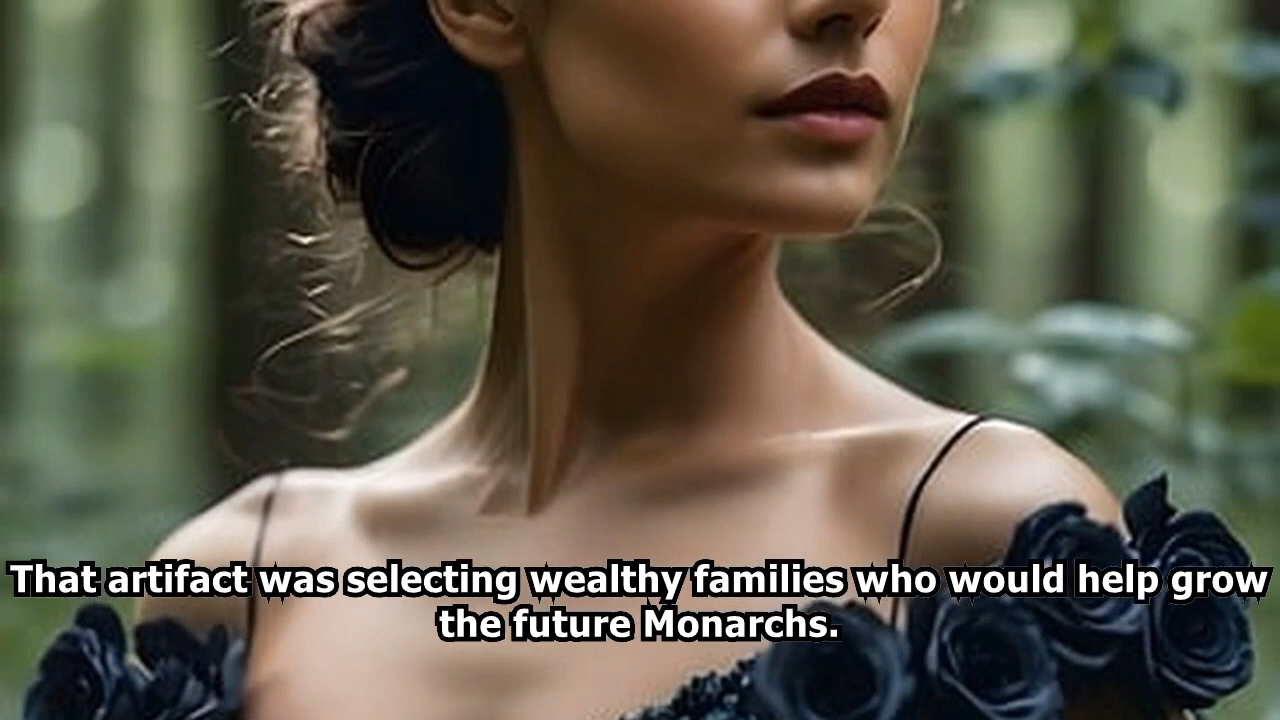 That artifact was selecting wealthy families who would help grow
the future Monarchs.